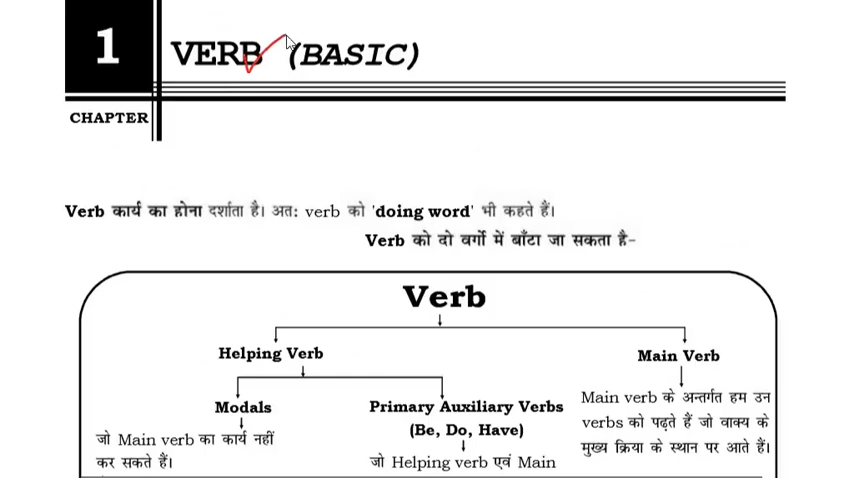 1
VERB (BASIC)
CHAPTER
Verb कार्य का होना दर्शाता है। अतः verb को 'doing word' भी कहते हैं।
Verb को दो वर्गो में बाँटा जा सकता है-
Verb
Helping Verb
Main Verb
Modals
जो Main verb का कार्य नहीं
कर सकते हैं।
Primary Auxiliary Verbs
(Be, Do, Have)
जो Helping verb एवं Main
Main verb के अन्तर्गत हम उन
verbs को पढ़ते हैं जो वाक्य के
मुख्य क्रिया के स्थान पर आते हैं।